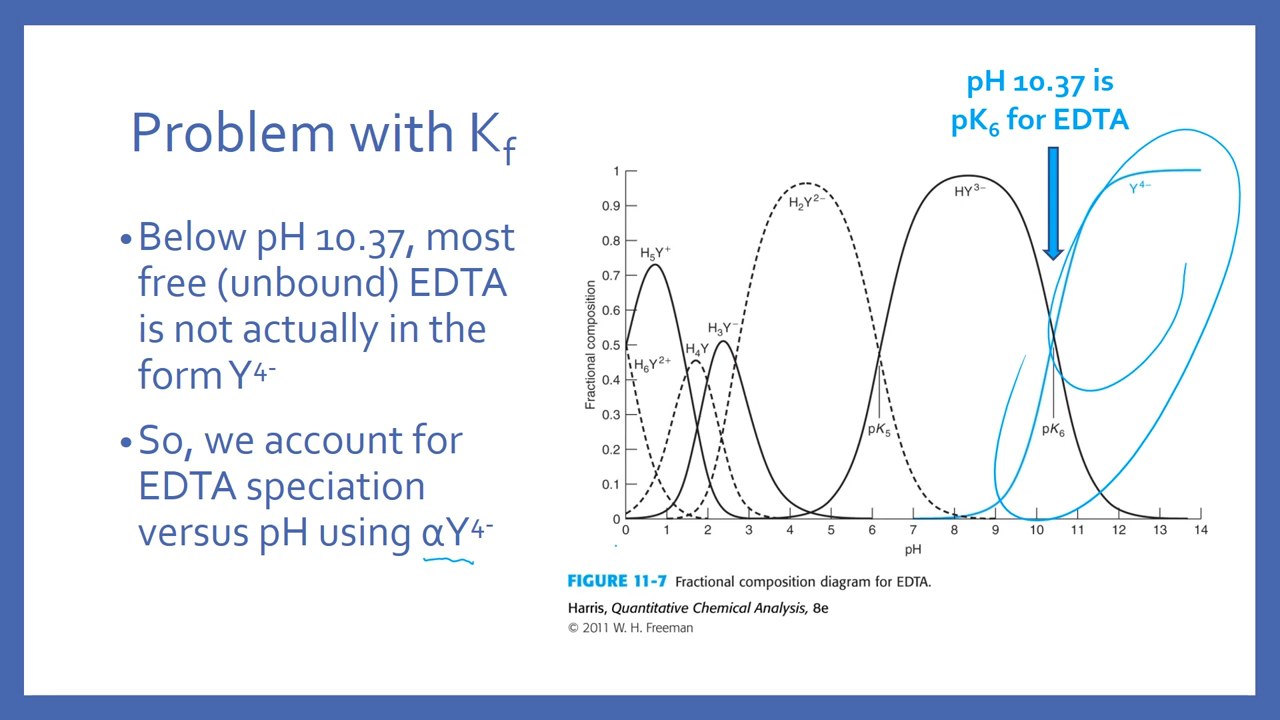 Problem with K_f
•Below pH 10.37, most
free (unbound) EDTA
is not actually in the
form Y⁴⁻
•So, we account for
EDTA speciation
versus pH using αY⁴⁻
pH 10.37 is
pK₆ for EDTA
Fractional composition
1
0.9
0.8
0.7
0.6
0.5
0.4
0.3
0.2
0.1
0
H₆Y²⁺
H₅Y⁺
H₄Y
H₃Y⁻
H₂Y²⁻
HY³⁻
Y⁴⁻
pK₅
pK₆
0 1 2 3 4 5 6 7 8 9 10 11 12 13 14
pH
FIGURE 11-7 Fractional composition diagram for EDTA.
Harris, Quantitative Chemical Analysis, 8e
© 2011 W. H. Freeman